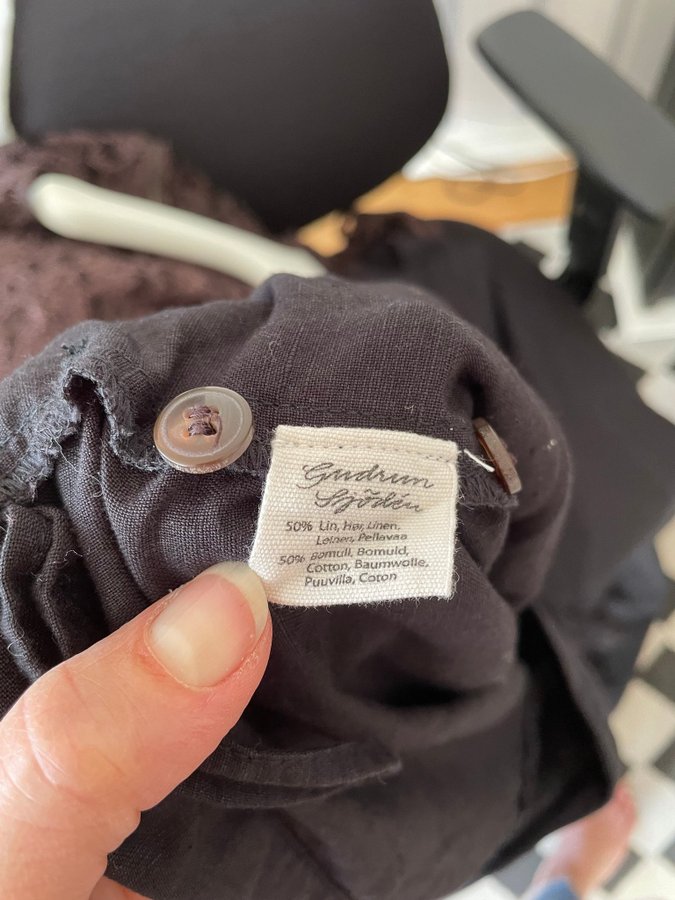 Gudrun
Sjödén
50% Lin, Hør, Linen,
Leinen, Pellavaa
50% Bomull, Bomuld,
Cotton, Baumwolle,
Puuvilla, Coton